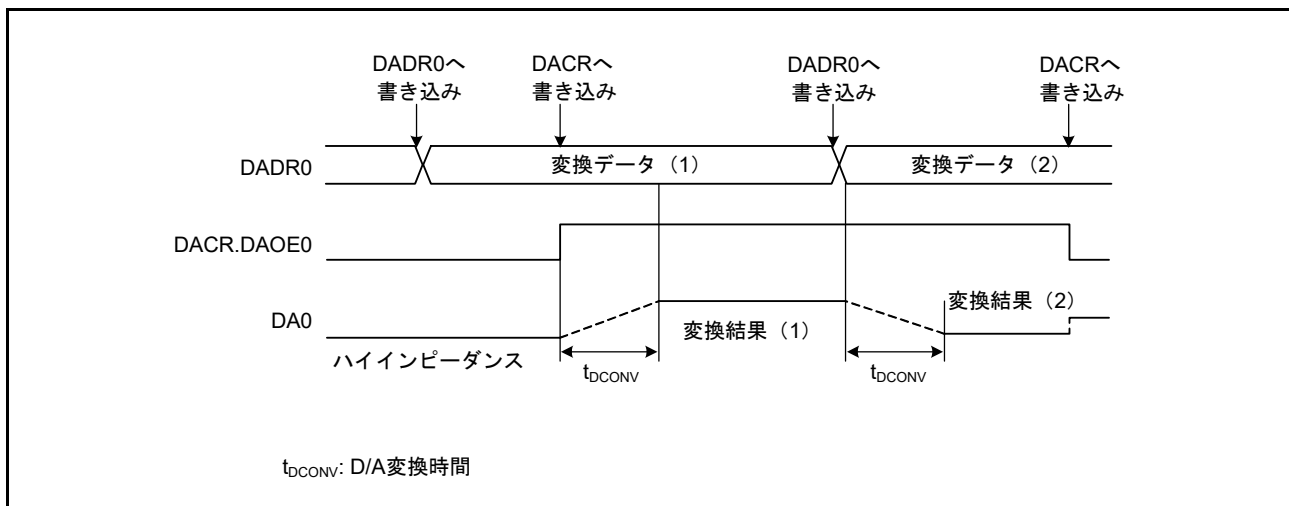 DADR0へ
書き込み
DACRへ
書き込み
DADR0へ
書き込み
DACRへ
書き込み
DADR0
変換データ（1）
変換データ（2）
DACR.DAOE0
DA0
変換結果（2）
変換結果（1）
ハイインピーダンス
tDCONV
tDCONV
tDCONV: D/A変換時間